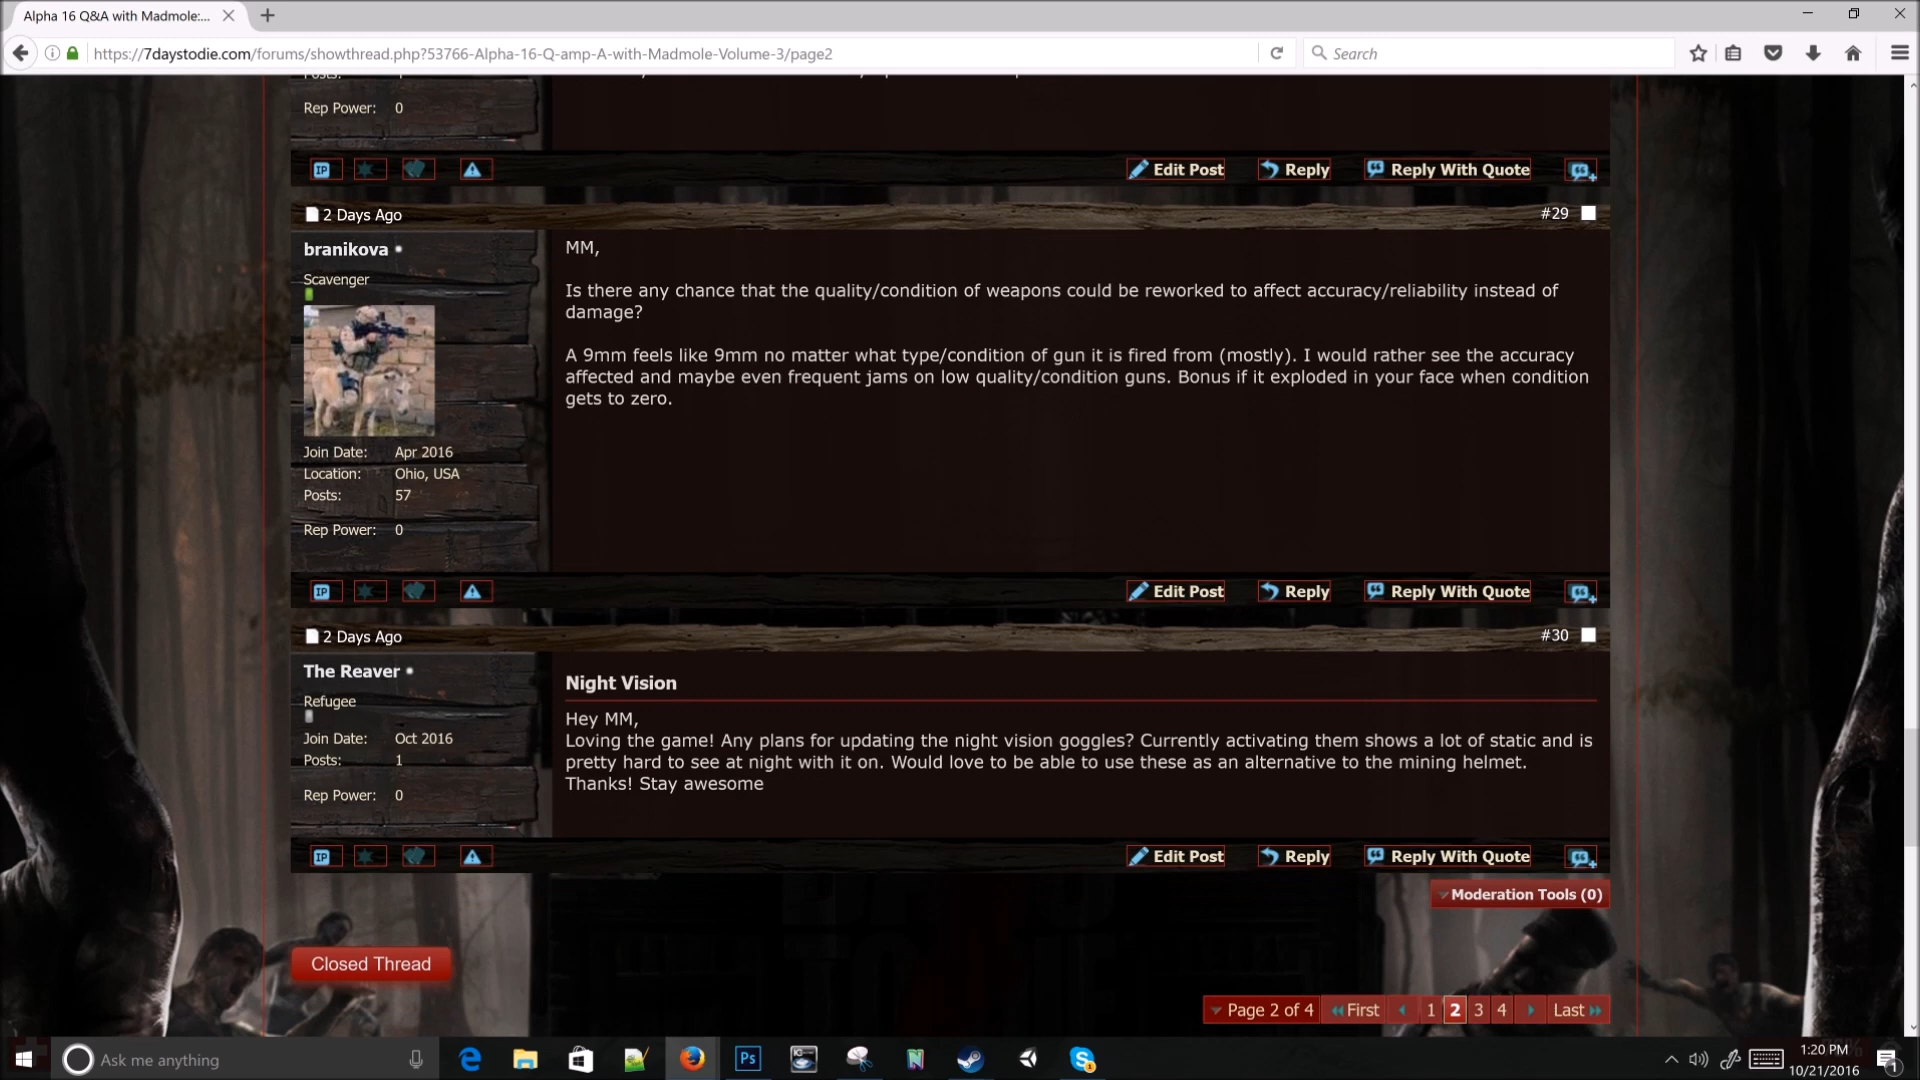 Alpha 16 Q&A with Madmole:...
https://7daystodie.com/forums/showthread.php?53766-Alpha-16-Q-amp-A-with-Madmole-Volume-3/page2
Search
Posts:
Rep Power: 0
IP
Edit Post
Reply
Reply With Quote
2 Days Ago
#29
branikova
Scavenger
Join Date: Apr 2016
Location: Ohio, USA
Posts: 57
Rep Power: 0
MM,
Is there any chance that the quality/condition of weapons could be reworked to affect accuracy/reliability instead of
damage?
A 9mm feels like 9mm no matter what type/condition of gun it is fired from (mostly). I would rather see the accuracy
affected and maybe even frequent jams on low quality/condition guns. Bonus if it exploded in your face when condition
gets to zero.
IP
Edit Post
Reply
Reply With Quote
2 Days Ago
#30
The Reaver
Refugee
Join Date: Oct 2016
Posts: 1
Rep Power: 0
Night Vision
Hey MM,
Loving the game! Any plans for updating the night vision goggles? Currently activating them shows a lot of static and is
pretty hard to see at night with it on. Would love to be able to use these as an alternative to the mining helmet.
Thanks! Stay awesome
IP
Edit Post
Reply
Reply With Quote
Moderation Tools (0)
Closed Thread
Page 2 of 4
First
1
2
3
4
Last
Ask me anything
Ps
N
S
1
1:20 PM
10/21/2016
1